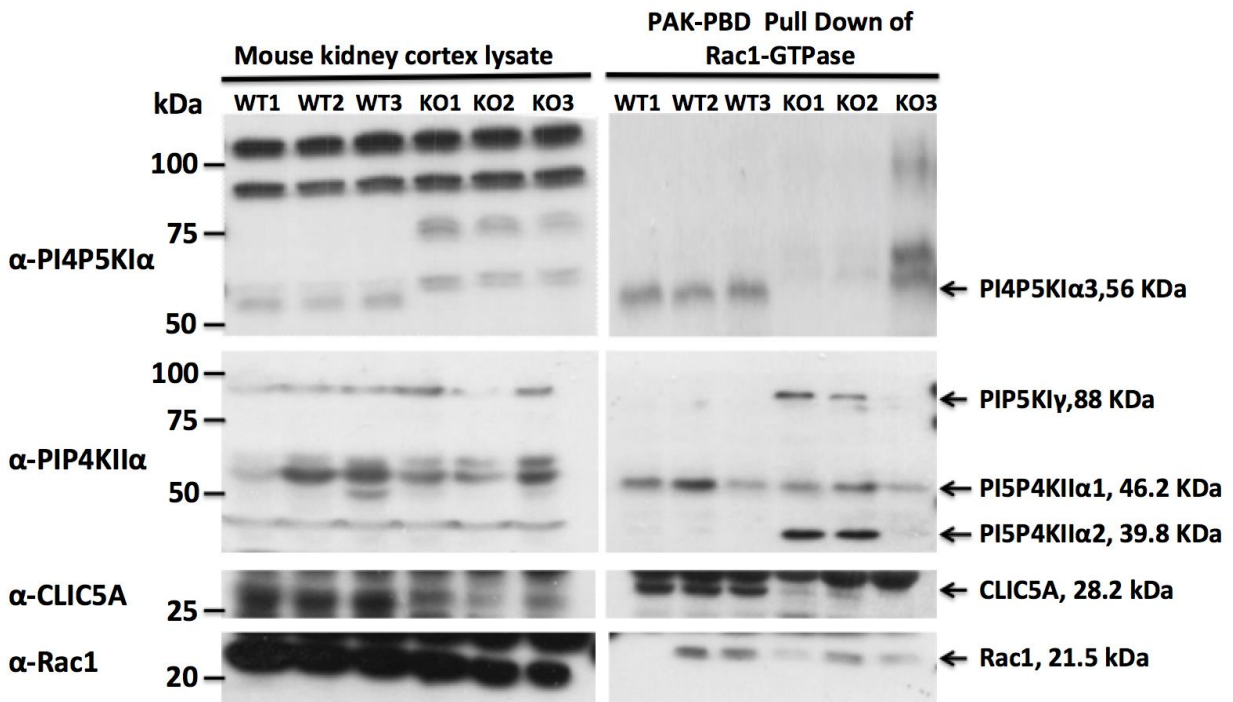 Mouse kidney cortex lysate
PAK-PBD Pull Down of
Rac1-GTPase
kDa
WT1 WT2 WT3 KO1 KO2 KO3
WT1 WT2 WT3 KO1 KO2 KO3
100
75
50
α-PI4P5KIα
PI4P5KIα3,56 KDa
100
75
50
α-PIP4KIIα
PIP5KIγ,88 KDa
PI5P4KIIα1, 46.2 KDa
PI5P4KIIα2, 39.8 KDa
α-CLIC5A
25
CLIC5A, 28.2 kDa
α-Rac1
20
Rac1, 21.5 kDa